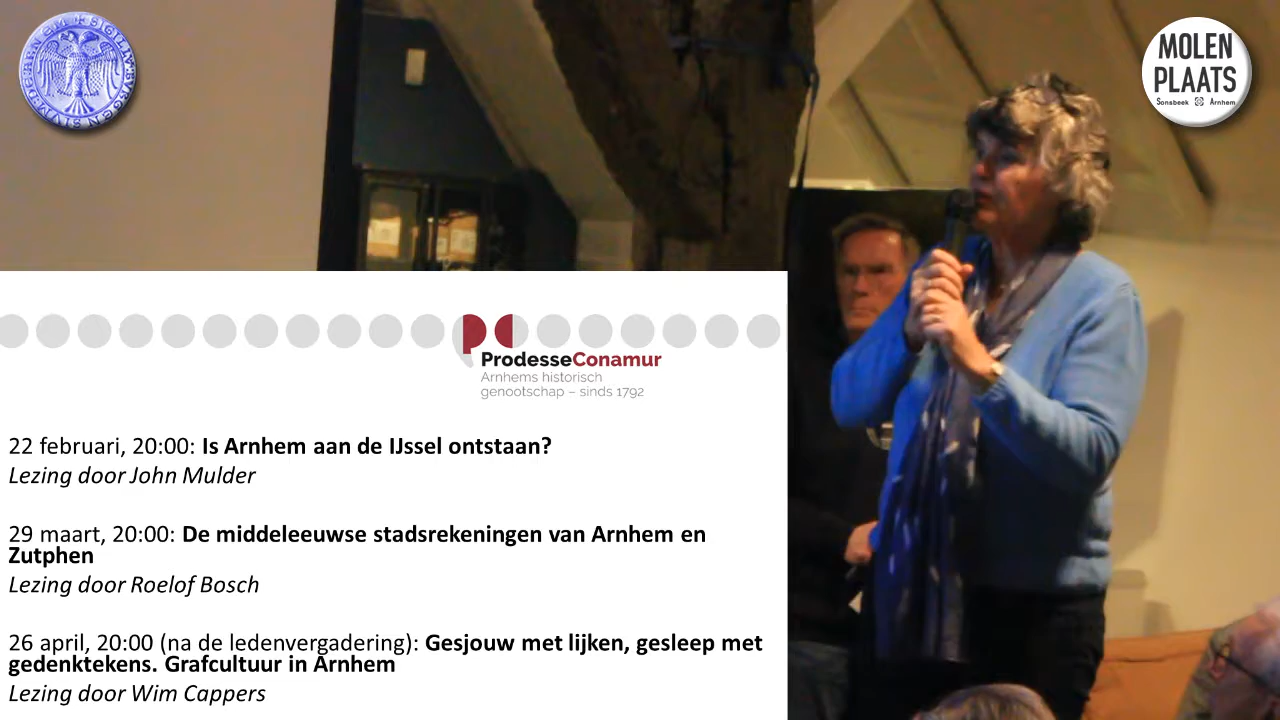 MOLEN
PLAATS
Sonsbeek Arnhem
ProdesseConamur
Arnhems historisch
genootschap – sinds 1792
22 februari, 20:00: Is Arnhem aan de IJssel ontstaan?
Lezing door John Mulder
29 maart, 20:00: De middeleeuwse stadsrekeningen van Arnhem en
Zutphen
Lezing door Roelof Bosch
26 april, 20:00 (na de ledenvergadering): Gesjouw met lijken, gesleep met
gedenktekens. Grafcultuur in Arnhem
Lezing door Wim Cappers